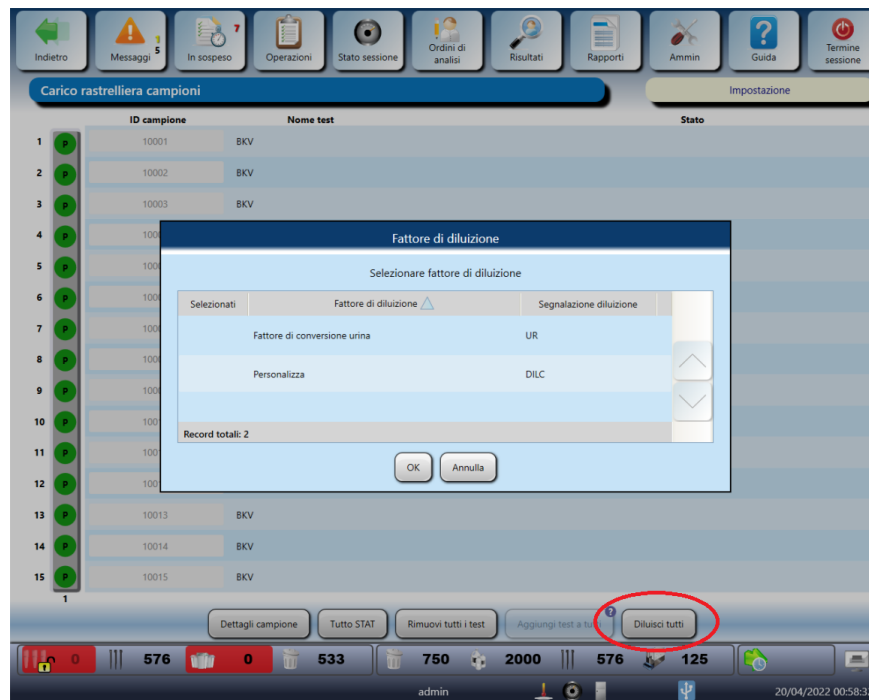 1
5
7
Indietro
Messaggi
In sospeso
Operazioni
Stato sessione
Ordini di
analisi
Risultati
Rapporti
Ammin
Guida
Termine
sessione
Carico rastrelliera campioni
Impostazione
ID campione Nome test Stato
1 P 10001 BKV
2 P 10002 BKV
3 P 10003 BKV
4 P
5 P
6 P
7 P
8 P
9 P
10 P
11 P
12 P
Fattore di diluizione
Selezionare fattore di diluizione
Selezionati Fattore di diluizione Segnalazione diluizione
Fattore di conversione urina UR
Personalizza DILC
Record totali: 2
OK Annulla
13 P 10013 BKV
14 P 10014 BKV
15 P 10015 BKV
1
Dettagli campione Tutto STAT Rimuovi tutti i test Aggiungi test a tutti ? Diluisci tutti
0 576 0 533 750 2000 576 125
admin 20/04/2022 00:58:3